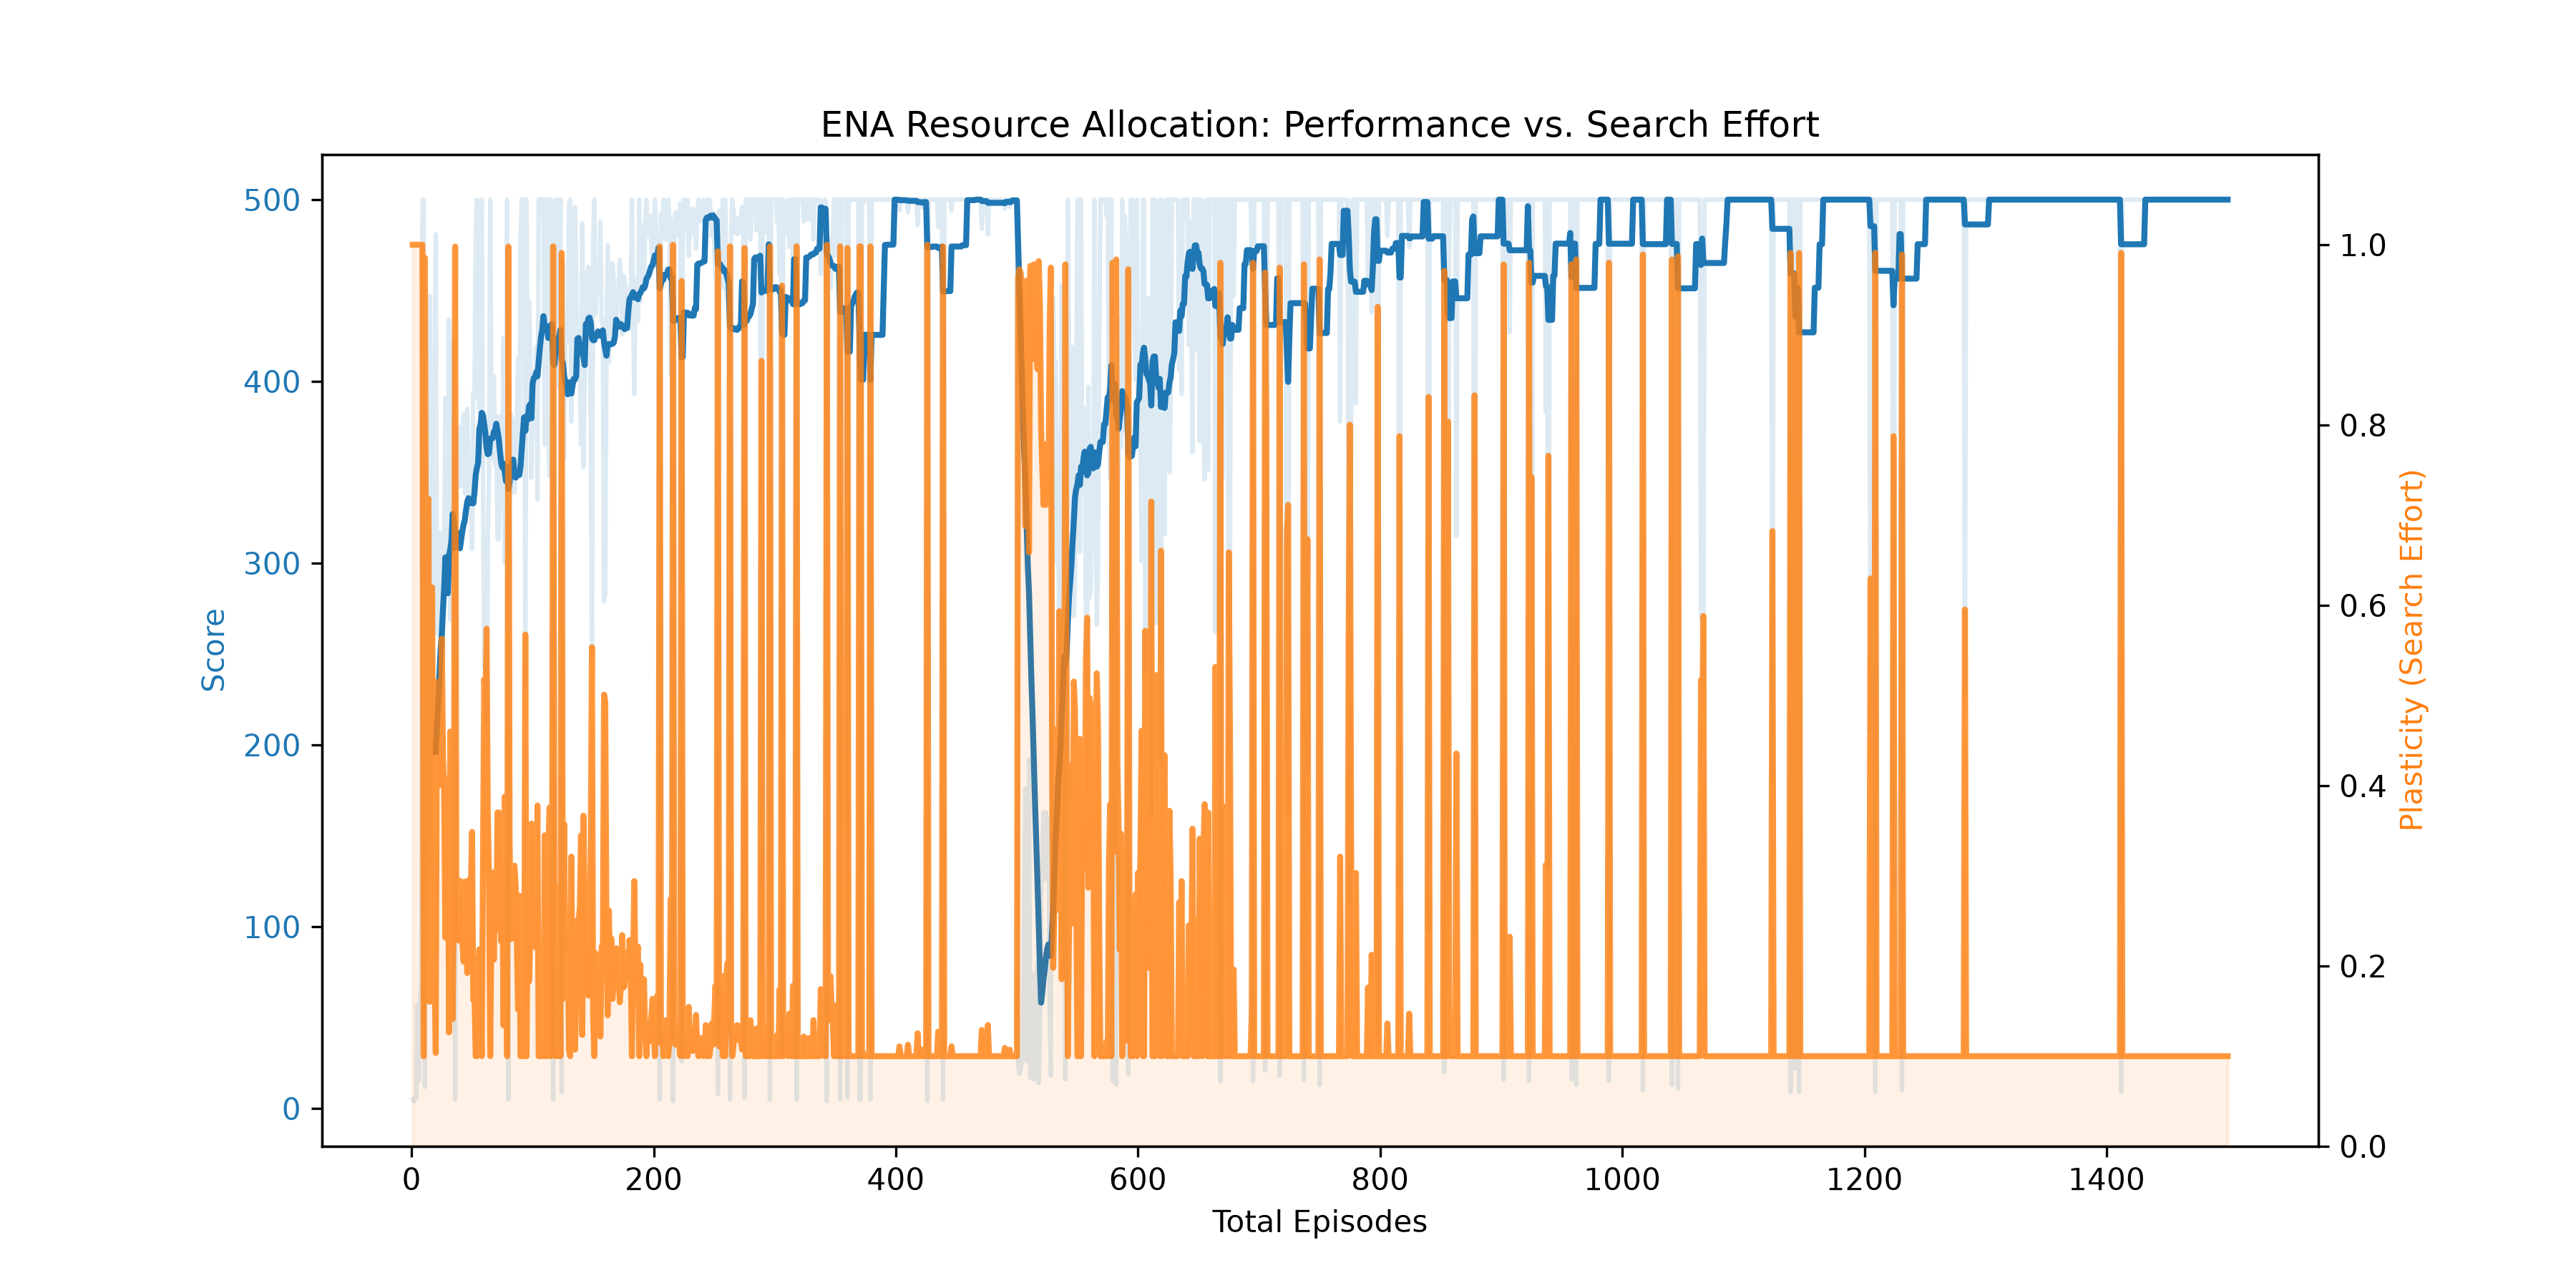 ENA Resource Allocation: Performance vs. Search Effort
500
400
300
200
100
0
Score
1.0
0.8
0.6
0.4
0.2
0.0
Plasticity (Search Effort)
0 200 400 600 800 1000 1200 1400
Total Episodes